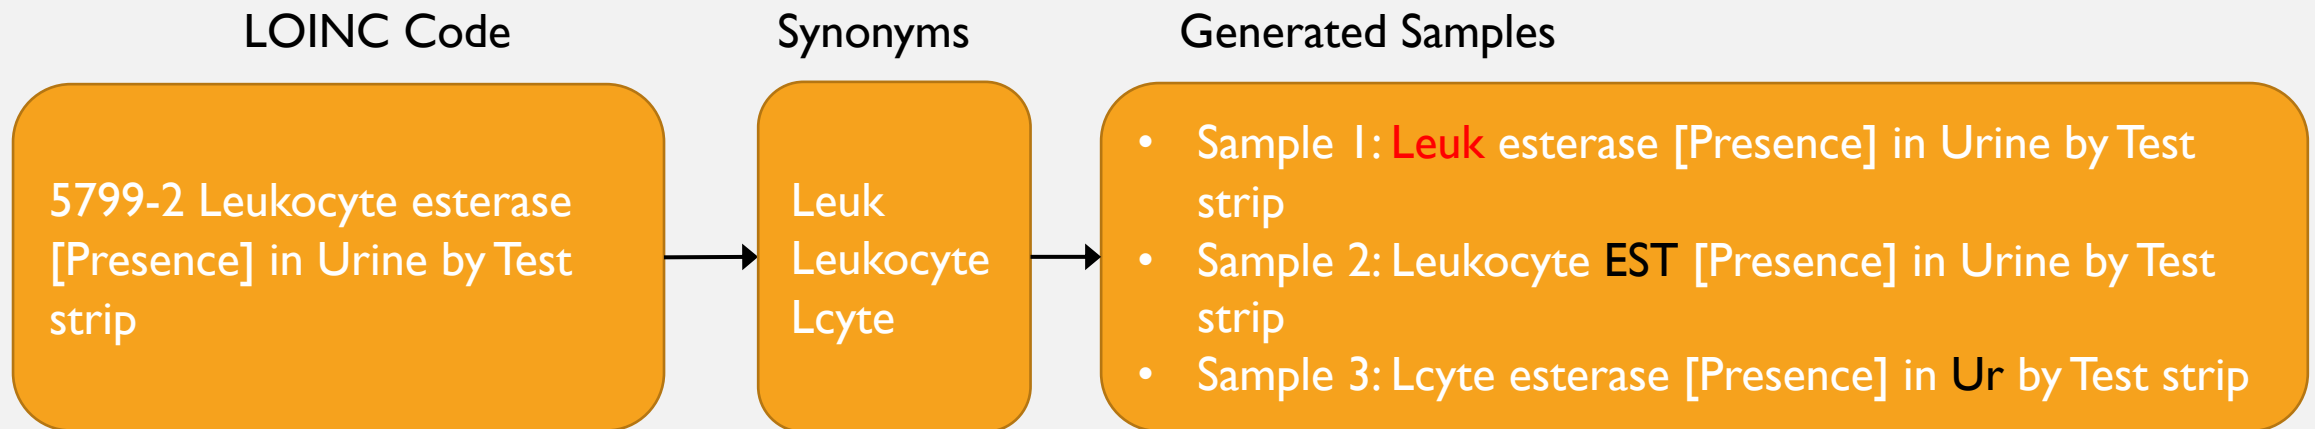 LOINC Code
Synonyms
Generated Samples
5799-2 Leukocyte esterase
[Presence] in Urine by Test
strip
Leuk
Leukocyte
Lcyte
• Sample 1: Leuk esterase [Presence] in Urine by Test
strip
• Sample 2: Leukocyte EST [Presence] in Urine by Test
strip
• Sample 3: Lcyte esterase [Presence] in Ur by Test strip